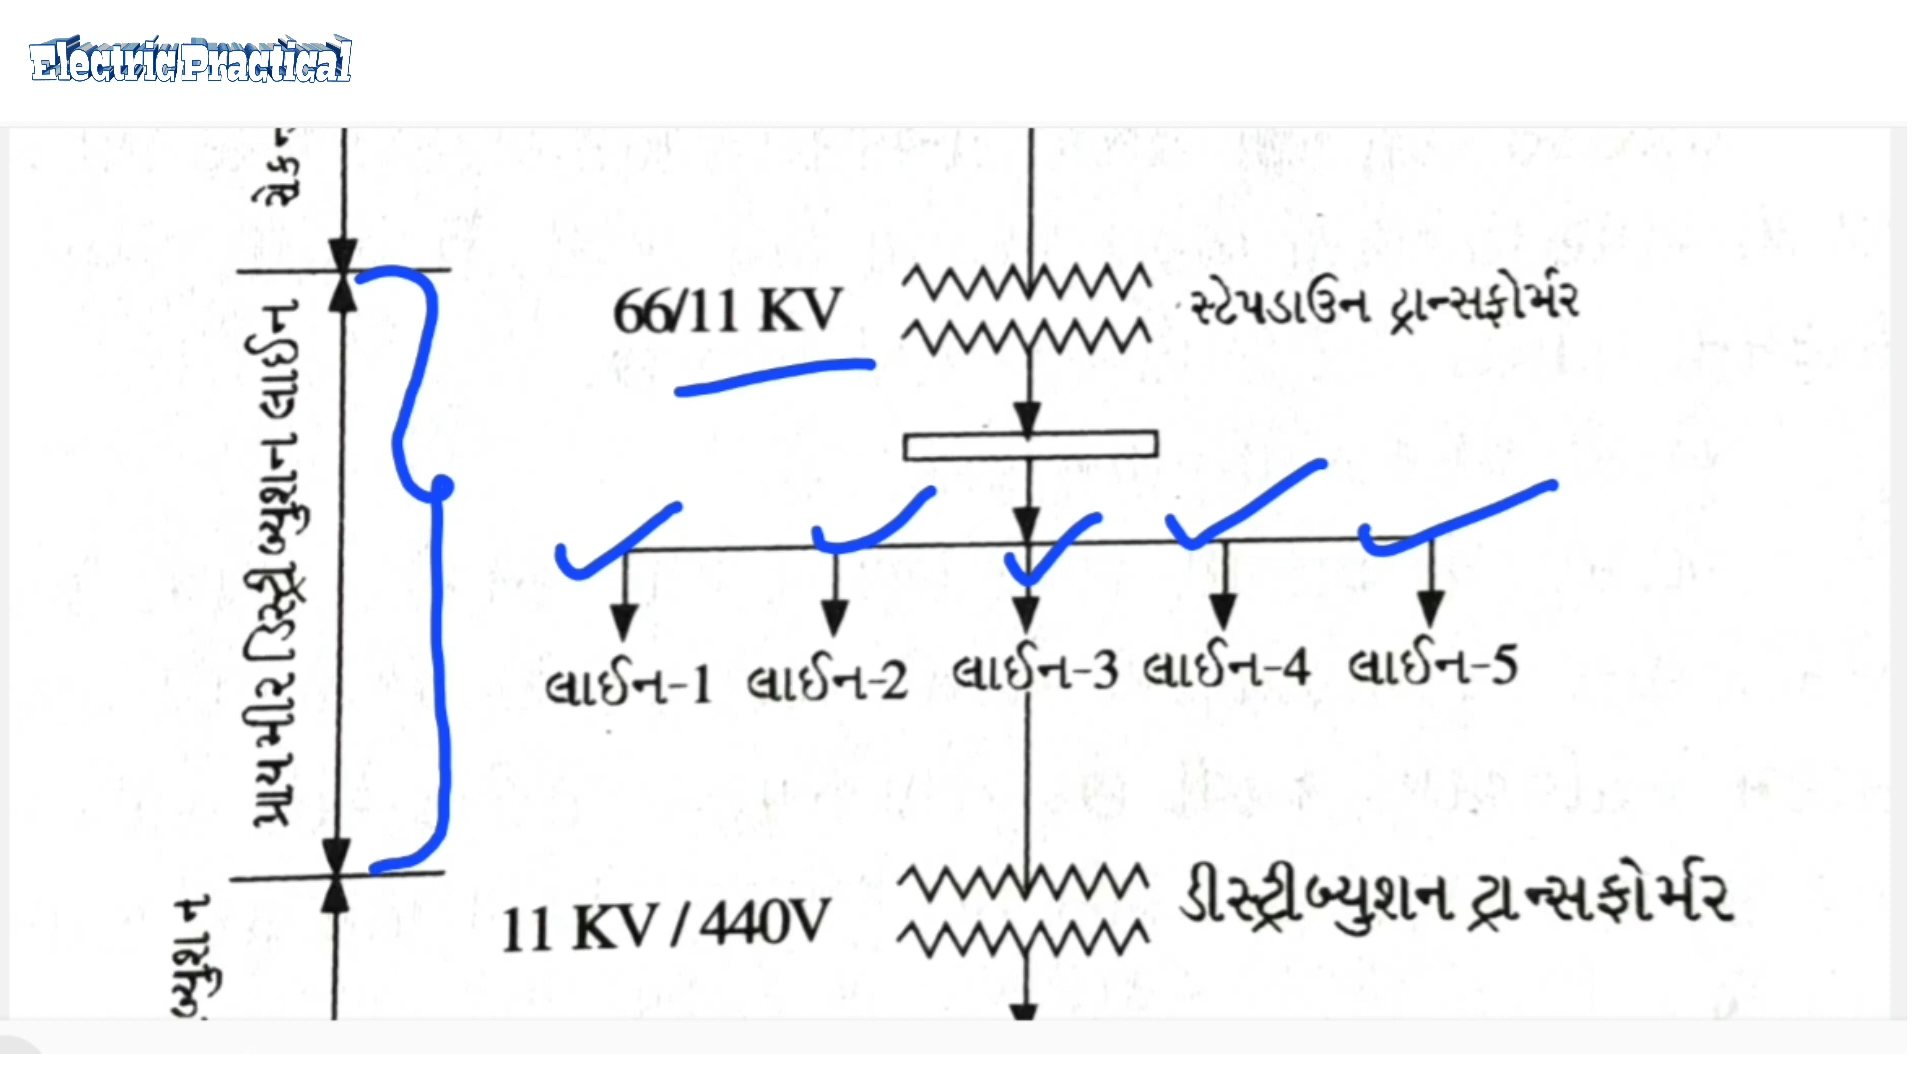 Electric Practical
66/11 KV
સ્ટેપડાઉન ટ્રાન્સફોર્મર
પ્રાયમીરી ડિસ્ટ્રીબ્યુશન લાઈન
લાઈન-1 લાઈન-2 લાઈન-3 લાઈન-4 લાઈન-5
11 KV / 440V
ડીસ્ટ્રીબ્યુશન ટ્રાન્સફોર્મર